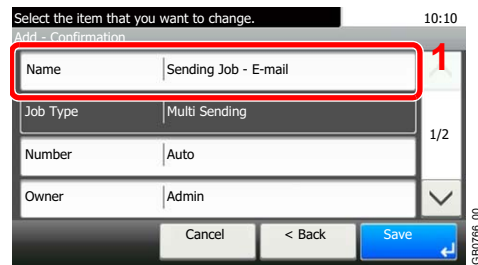 Select the item that you want to change. 10:10
Add - Confirmation
Name Sending Job - E-mail
1
Job Type Multi Sending
1/2
Number Auto
Owner Admin
Cancel < Back Save
GB0766_00